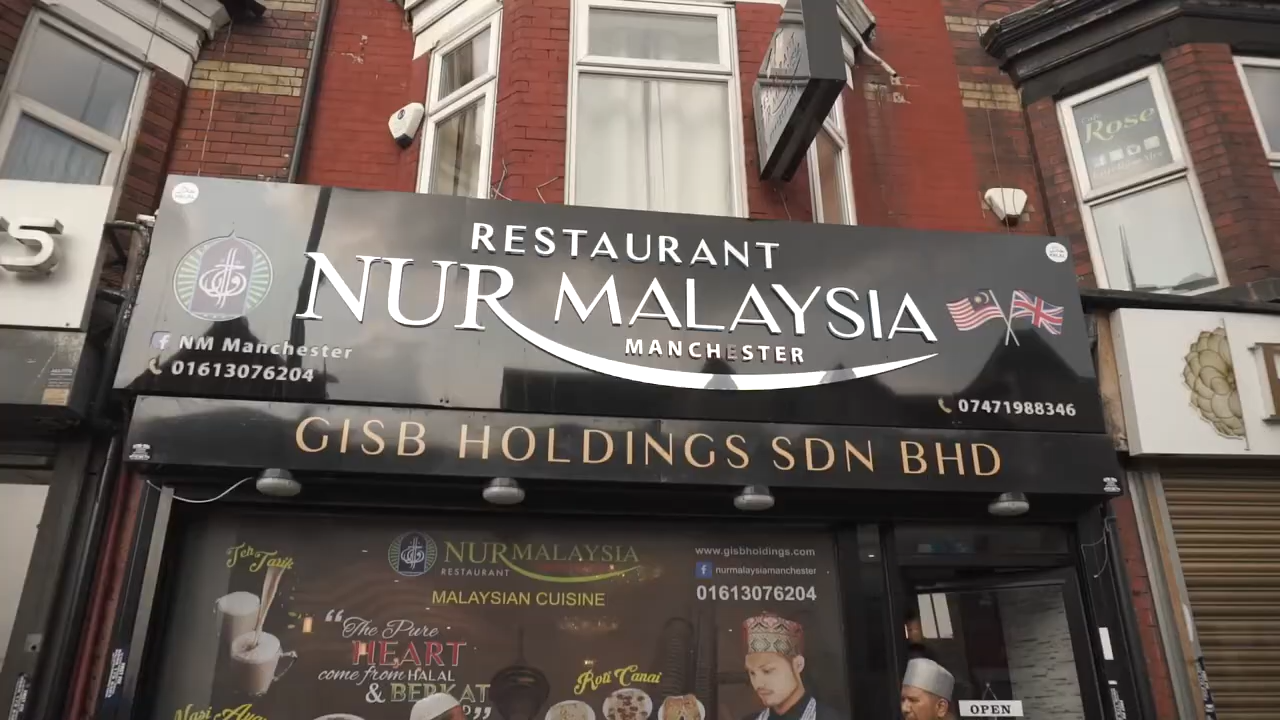 RESTAURANT
NUR MALAYSIA
MANCHESTER
NM Manchester
01613076204
07471988346
GISB HOLDINGS SDN BHD
Rose
5
Teh Tarik
NURMALAYSIA
RESTAURANT
MALAYSIAN CUISINE
www.gisbholdings.com
nurmalaysiamanchester
01613076204
“The Pure
HEART
come from HALAL
& BERKAT
”
Roti Canai
OPEN